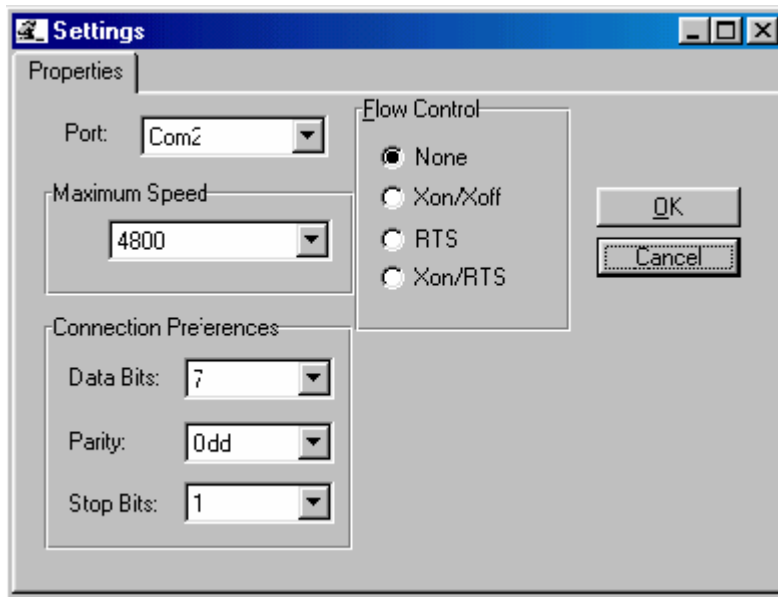 Settings
Properties
Port: Com2
Maximum Speed
4800
Connection Preferences
Data Bits: 7
Parity: Odd
Stop Bits: 1
Flow Control
None
Xon/Xoff
RTS
Xon/RTS
OK
Cancel